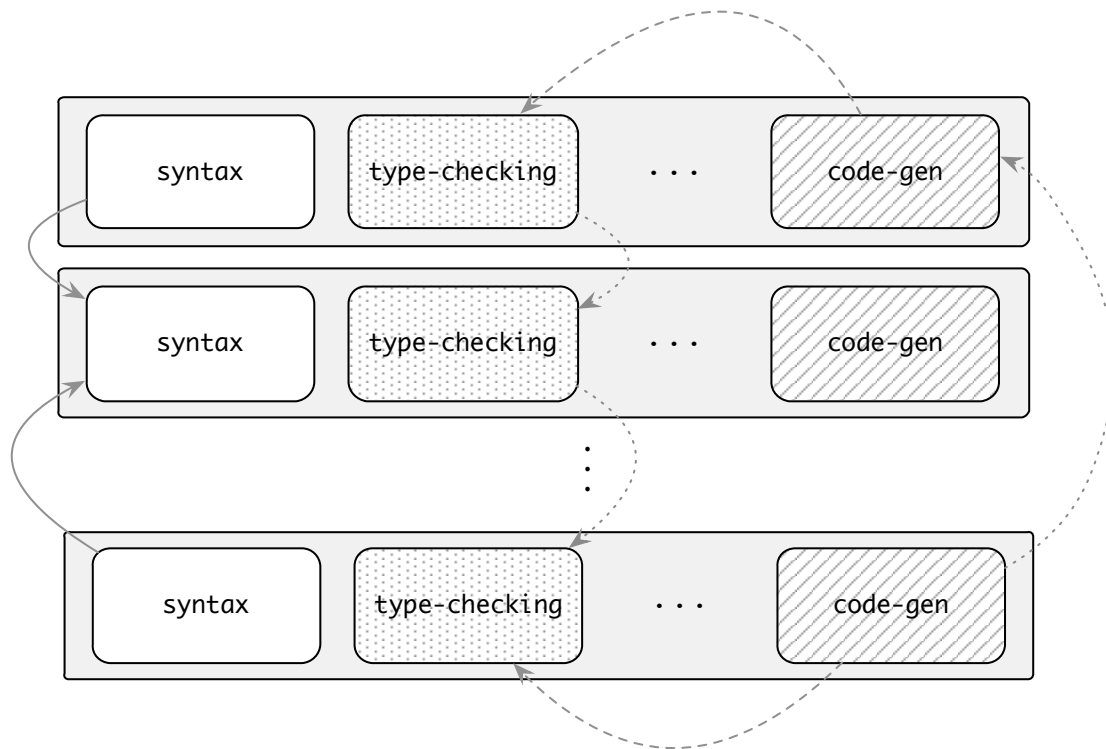 syntax type-checking ... code-gen
syntax type-checking ... code-gen
⋮
syntax type-checking ... code-gen